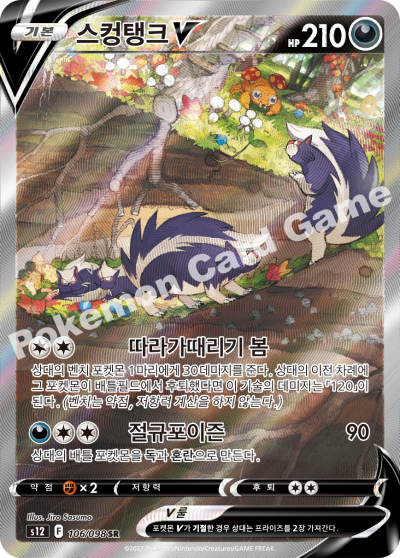 기본 스컹탱크 V HP 210
따라가때리기 봄
상대의 벤치 포켓몬 1마리에게 30데미지를 준다. 상대의 이전 차례에
그 포켓몬이 배틀필드에서 후퇴했다면 이 기술의 데미지는 「120」이
된다. (벤치는 약점, 저항력 계산을 하지 않는다.)
절규포이즌 90
상대의 배틀 포켓몬을 독과 혼란으로 만든다.
약점 ×2 저항력 후퇴
Illus. Jiro Sasumo
V룰
s12 F 106/098 SR
포켓몬 V가 기절한 경우 상대는 프라이즈를 2장 가져간다.
Pokémon Card Game